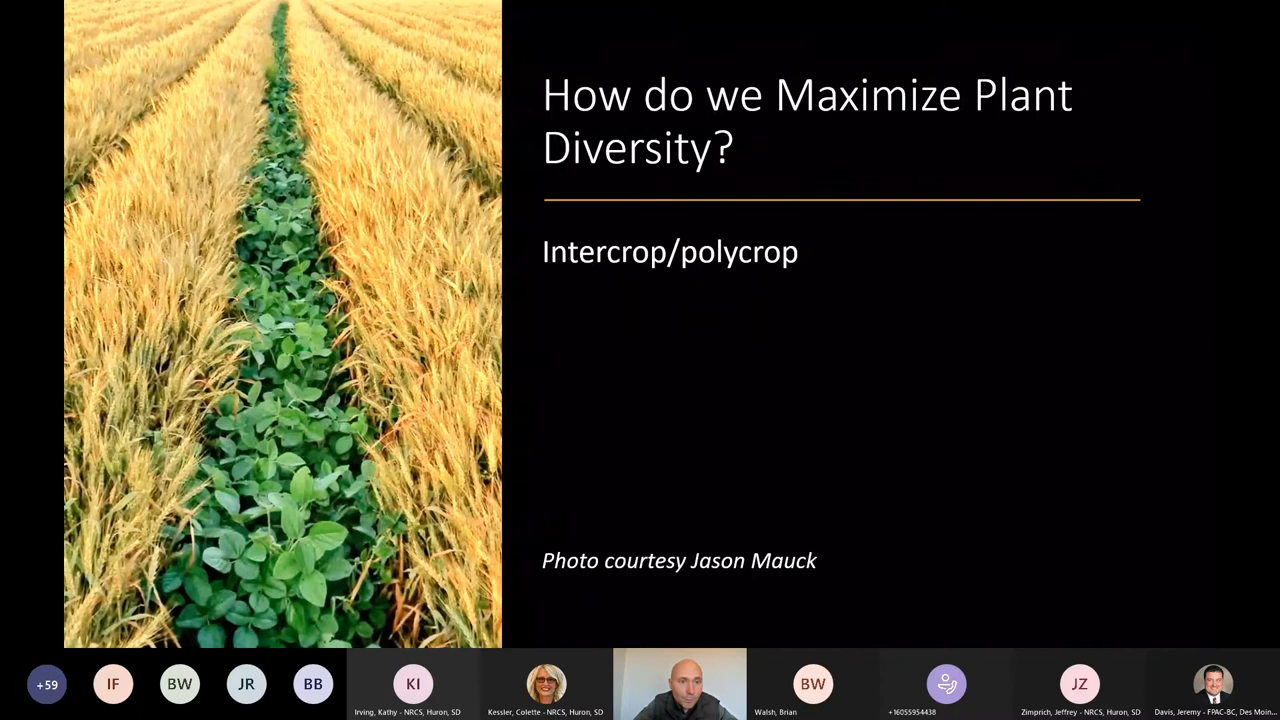 How do we Maximize Plant
Diversity?
Intercrop/polycrop
Photo courtesy Jason Mauck
+59
IF
BW
JR
BB
KI
Irving, Kathy - NRCS, Huron, SD
Kessler, Colette - NRCS, Huron, SD
BW
Walsh, Brian
+16055954438
JZ
Zimprich, Jeffrey - NRCS, Huron, SD
Davis, Jeremy - FPAC-BC, Des Moin...